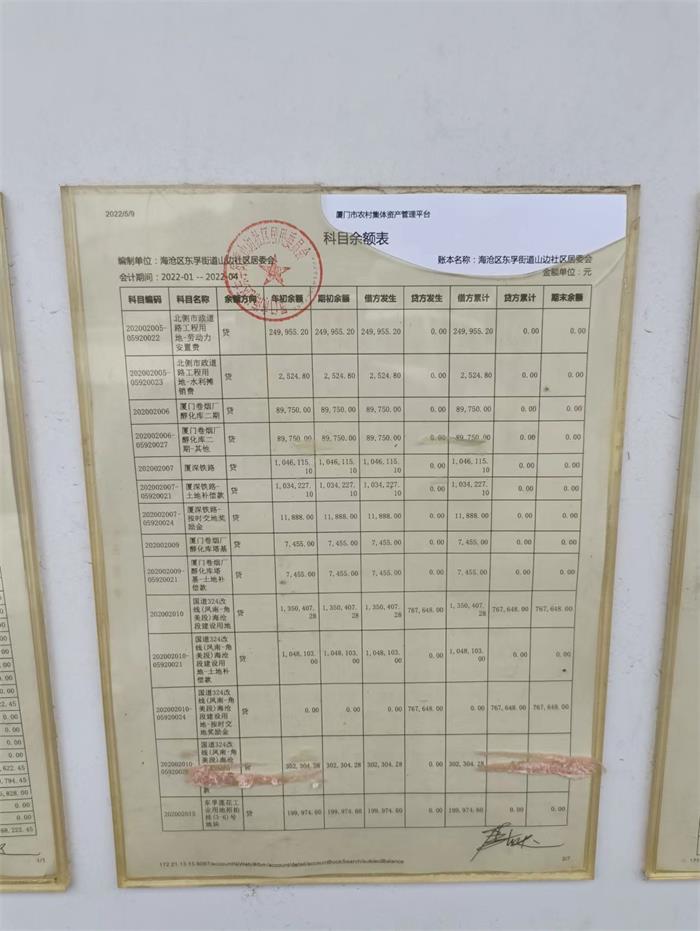 2022/5/9
厦门市农村集体资产管理平台
科目余额表
编制单位：海沧区东孚街道山边社区居委会 账本名称：海沧区东孚街道山边社区居委会
会计期间：2022-01 -- 2022-04 金额单位：元
科目编码 科目名称 余额方向 年初余额 期初余额 借方发生 贷方发生 借方累计 贷方累计 期末余额
202002005-05920022 北侧市政道路工程用地-劳动力安置费 贷 249,955.20 249,955.20 249,955.20 0.00 249,955.20 0.00 0.00
202002005-05920023 北侧市政道路工程用地-水利摊销费 贷 2,524.80 2,524.80 2,524.80 0.00 2,524.80 0.00 0.00
202002006 厦门卷烟厂醇化库二期 贷 89,750.00 89,750.00 89,750.00 0.00 89,750.00 0.00 0.00
202002006-05920027 厦门卷烟厂醇化库二期-其他 贷 89,750.00 89,750.00 89,750.00 0.00 89,750.00 0.00 0.00
202002007 厦深铁路 贷 1,046,115.10 1,046,115.10 1,046,115.10 0.00 1,046,115.10 0.00 0.00
202002007-05920021 厦深铁路-土地补偿款 贷 1,034,227.10 1,034,227.10 1,034,227.10 0.00 1,034,227.10 0.00 0.00
202002007-05920024 厦深铁路-按时交地奖励金 贷 11,888.00 11,888.00 11,888.00 0.00 11,888.00 0.00 0.00
202002009 厦门卷烟厂醇化库塔基 贷 7,455.00 7,455.00 7,455.00 0.00 7,455.00 0.00 0.00
202002009-05920021 厦门卷烟厂醇化库塔基-土地补偿款 贷 7,455.00 7,455.00 7,455.00 0.00 7,455.00 0.00 0.00
202002010 国道324改线(凤南-角美段)海沧段建设用地 贷 1,350,407.28 1,350,407.28 1,350,407.28 767,648.00 1,350,407.28 767,648.00 767,648.00
202002010-05920021 国道324改线(凤南-角美段)海沧段建设用地-土地补偿款 贷 1,048,103.00 1,048,103.00 1,048,103.00 0.00 1,048,103.00 0.00 0.00
202002010-05920024 国道324改线(凤南-角美段)海沧段建设用地-按时交地奖励金 贷 0.00 0.00 0.00 767,648.00 0.00 767,648.00 767,648.00
202002010- 国道324改线(凤南-角美段)海沧 贷 302,304.28 302,304.28 302,304.28 0.00 302,304.28 0.00 0.00
东孚莲花工业用地 (3-6)号地块 贷 199,974.60 199,974.60 199,974.60 0.00 199,974.60 0.00 0.00
2/7
1/1